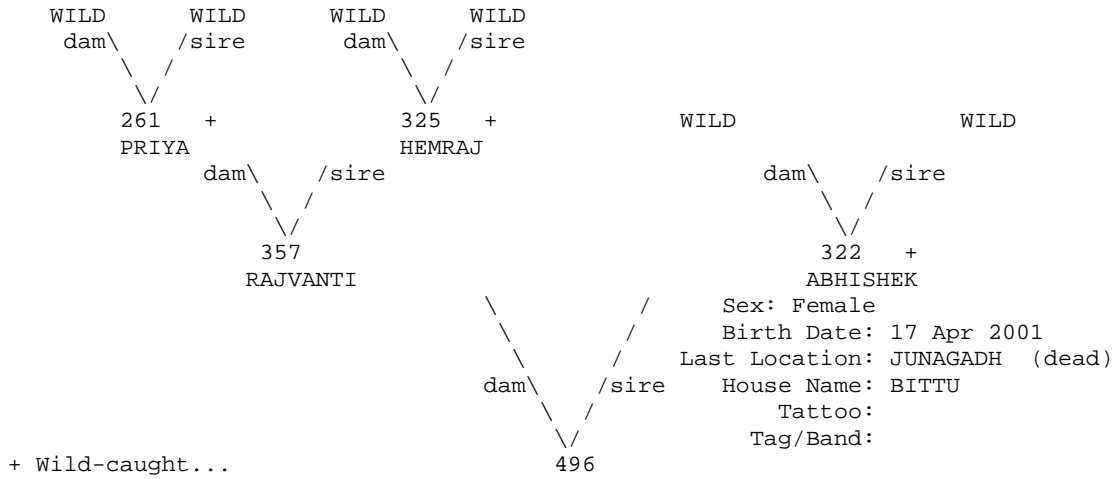 WILD WILD WILD WILD
dam\ /sire dam\ /sire
\ / \ /
\/ \/
261 + 325 + WILD WILD
PRIYA HEMRAJ
dam\ /sire dam\ /sire
\ / \ /
\/ \/
357 322 +
RAJVANTI ABHISHEK
\ / Sex: Female
\ / Birth Date: 17 Apr 2001
\ / Last Location: JUNAGADH (dead)
dam\ /sire House Name: BITTU
\ / Tattoo:
\/ Tag/Band:
+ Wild-caught... 496